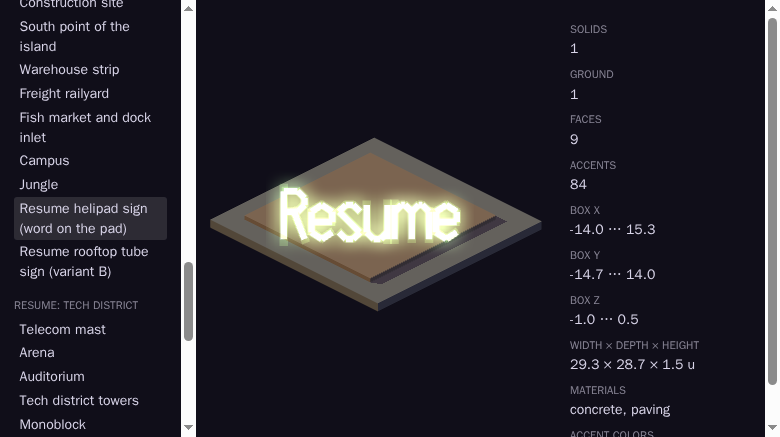 Construction site
South point of the
island
Warehouse strip
Freight railyard
Fish market and dock
inlet
Campus
Jungle
Resume helipad sign
(word on the pad)
Resume rooftop tube
sign (variant B)
RESUME: TECH DISTRICT
Telecom mast
Arena
Auditorium
Tech district towers
Monoblock
Resume
SOLIDS
1
GROUND
1
FACES
9
ACCENTS
84
BOX X
-14.0 ··· 15.3
BOX Y
-14.7 ··· 14.0
BOX Z
-1.0 ··· 0.5
WIDTH × DEPTH × HEIGHT
29.3 × 28.7 × 1.5 u
MATERIALS
concrete, paving
ACCENT COLORS